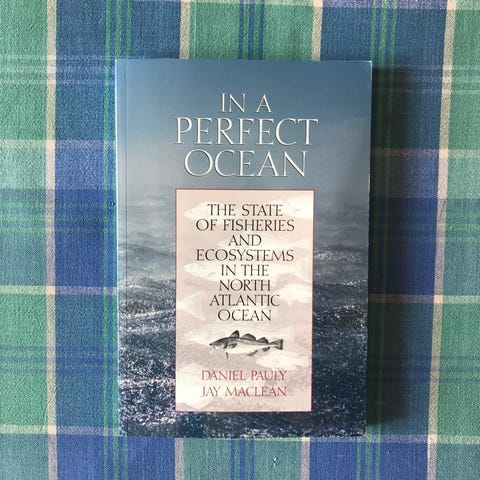 IN A
PERFECT
OCEAN
THE STATE
OF FISHERIES
AND
ECOSYSTEMS
IN THE
NORTH
ATLANTIC
OCEAN
DANIEL PAULY
JAY MACLEAN